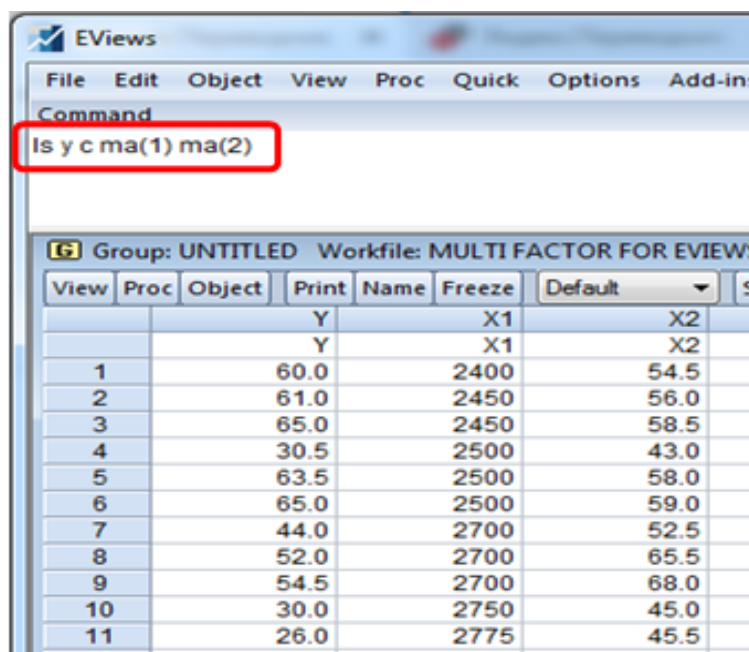 EViews
File Edit Object View Proc Quick Options Add-ins
Command
ls y c ma(1) ma(2)
G Group: UNTITLED Workfile: MULTI FACTOR FOR EVIEWS
View Proc Object Print Name Freeze Default
Y X1 X2
Y X1 X2
1 60.0 2400 54.5
2 61.0 2450 56.0
3 65.0 2450 58.5
4 30.5 2500 43.0
5 63.5 2500 58.0
6 65.0 2500 59.0
7 44.0 2700 52.5
8 52.0 2700 65.5
9 54.5 2700 68.0
10 30.0 2750 45.0
11 26.0 2775 45.5